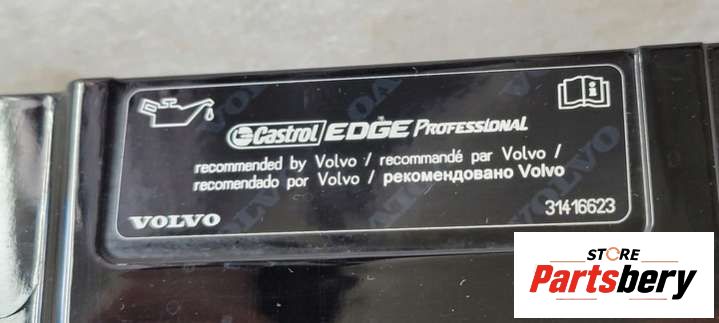 Castrol EDGE PROFESSIONAL
recommended by Volvo / recommandé par Volvo /
recomendado por Volvo / рекомендовано Volvo
VOLVO
31416623
STORE
Partsbery